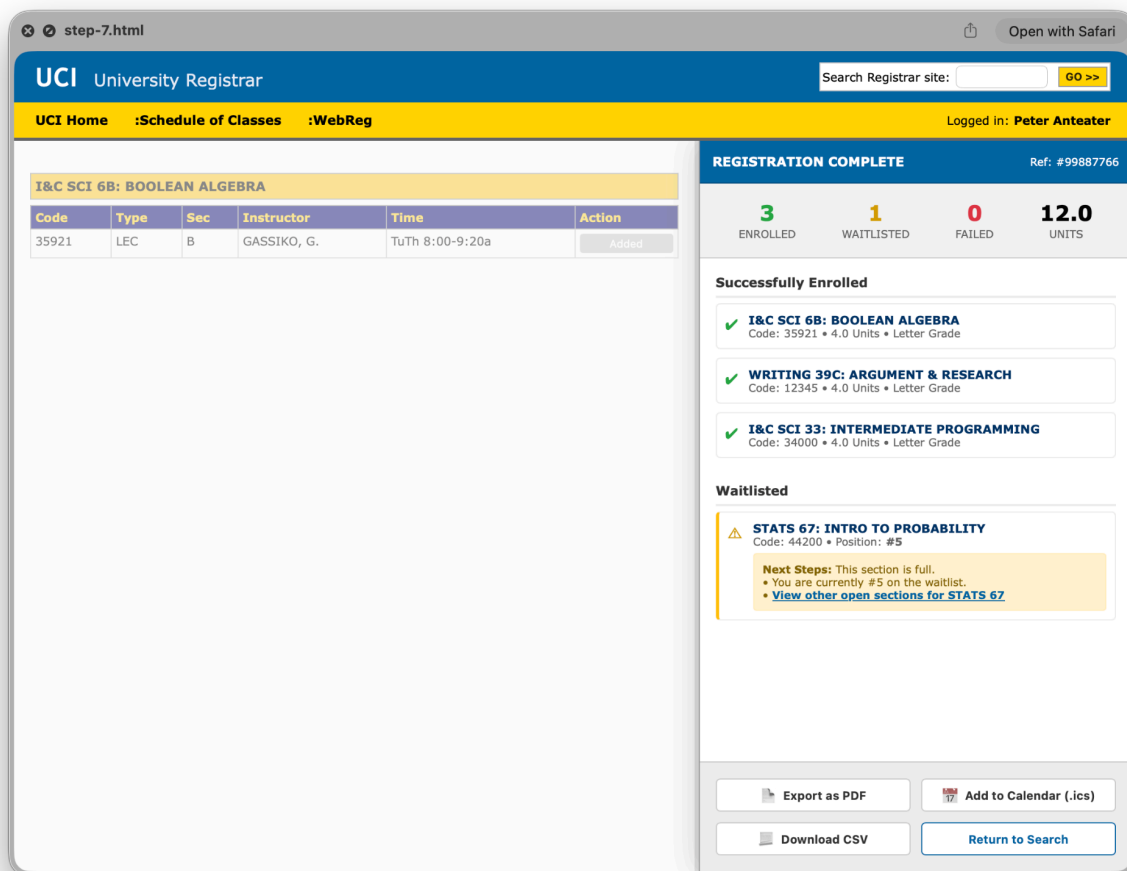 step-7.html
Open with Safari
UCI University Registrar
Search Registrar site:
GO >>
UCI Home :Schedule of Classes :WebReg
Logged in: Peter Anteater
I&C SCI 6B: BOOLEAN ALGEBRA
Code Type Sec Instructor Time Action
35921 LEC B GASSIKO, G. TuTh 8:00-9:20a Added
REGISTRATION COMPLETE Ref: #99887766
3 1 0 12.0
ENROLLED WAITLISTED FAILED UNITS
Successfully Enrolled
✔ I&C SCI 6B: BOOLEAN ALGEBRA
Code: 35921 • 4.0 Units • Letter Grade
✔ WRITING 39C: ARGUMENT & RESEARCH
Code: 12345 • 4.0 Units • Letter Grade
✔ I&C SCI 33: INTERMEDIATE PROGRAMMING
Code: 34000 • 4.0 Units • Letter Grade
Waitlisted
⚠ STATS 67: INTRO TO PROBABILITY
Code: 44200 • Position: #5
Next Steps: This section is full.
• You are currently #5 on the waitlist.
• View other open sections for STATS 67
Export as PDF
17 Add to Calendar (.ics)
Download CSV
Return to Search